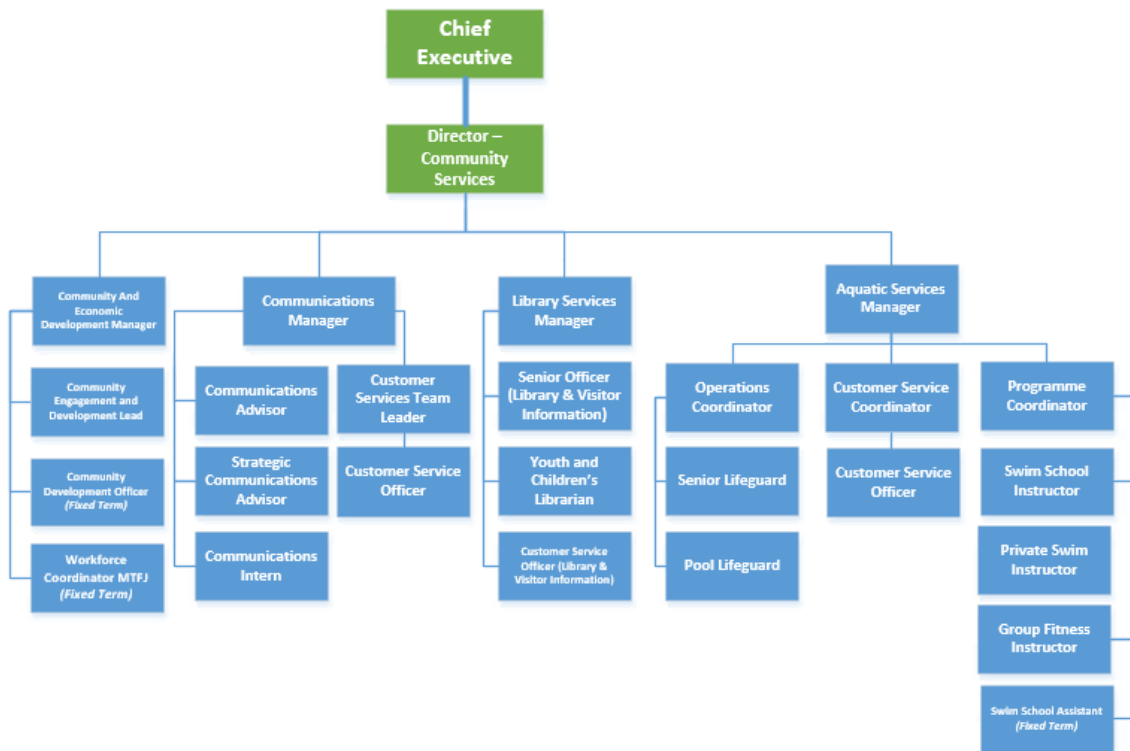 Chief
Executive
Director –
Community
Services
Community And
Economic
Development Manager
Communications
Manager
Library Services
Manager
Aquatic Services
Manager
Community
Engagement and
Development Lead
Communications
Advisor
Customer
Services Team
Leader
Senior Officer
(Library & Visitor
Information)
Operations
Coordinator
Customer Service
Coordinator
Programme
Coordinator
Community
Development Officer
(Fixed Term)
Strategic
Communications
Advisor
Customer Service
Officer
Youth and
Children's
Librarian
Senior Lifeguard
Customer Service
Officer
Swim School
Instructor
Workforce
Coordinator MTFJ
(Fixed Term)
Communications
Intern
Customer Service
Officer (Library &
Visitor Information)
Pool Lifeguard
Private Swim
Instructor
Group Fitness
Instructor
Swim School Assistant
(Fixed Term)